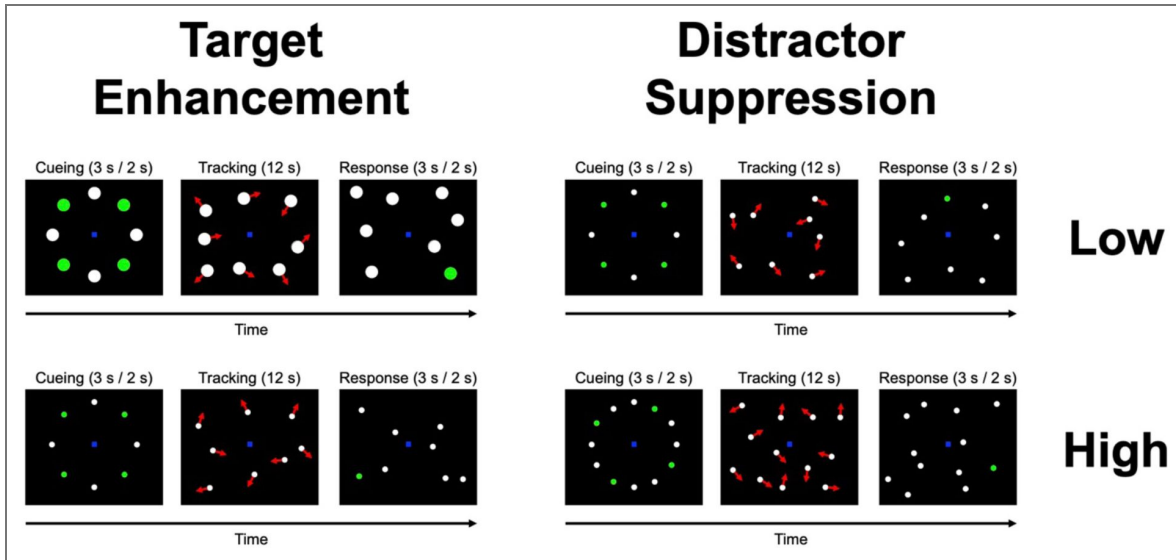 Target
Enhancement
Distractor
Suppression
Cueing (3 s / 2 s)
Tracking (12 s)
Response (3 s / 2 s)
Cueing (3 s / 2 s)
Tracking (12 s)
Response (3 s / 2 s)
Low
Time
Time
Cueing (3 s / 2 s)
Tracking (12 s)
Response (3 s / 2 s)
Cueing (3 s / 2 s)
Tracking (12 s)
Response (3 s / 2 s)
High
Time
Time